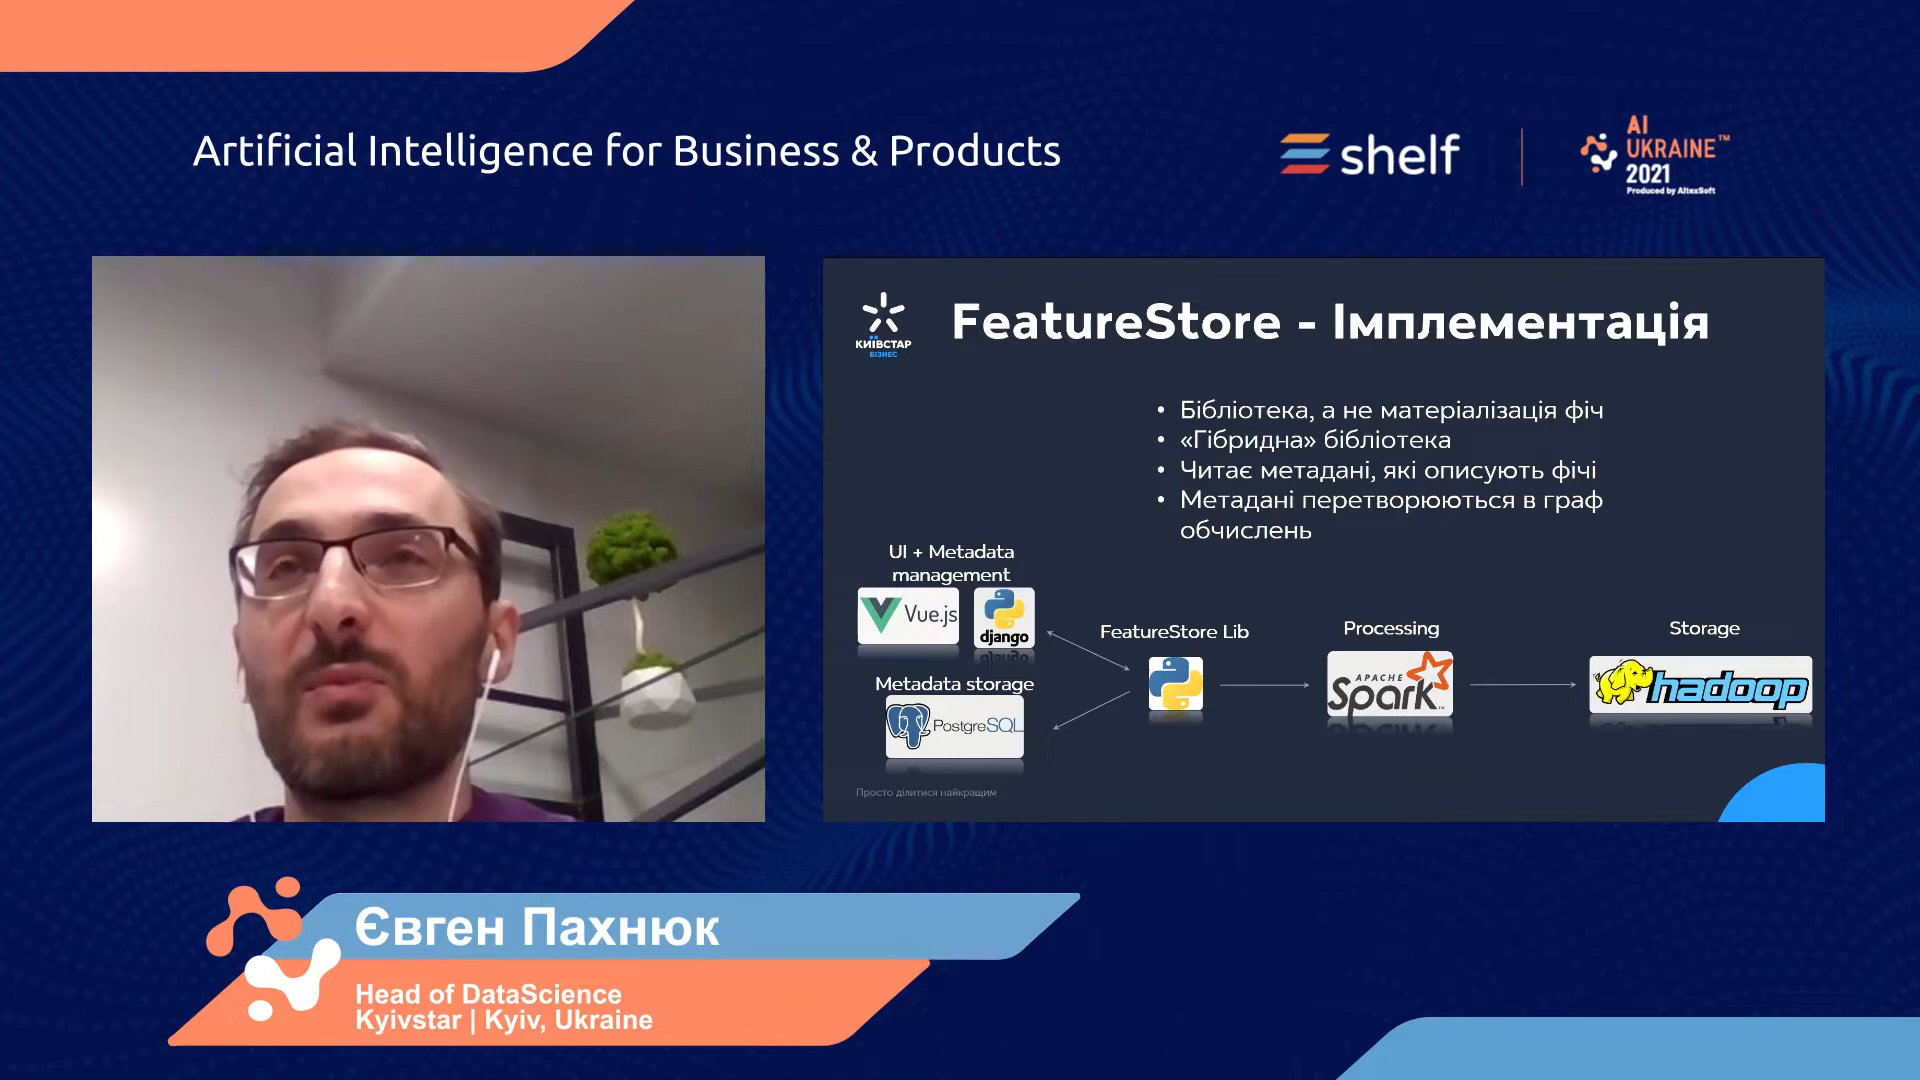 Artificial Intelligence for Business & Products
shelf
AI
UKRAINE™
2021
Produced by AltexSoft
КИЇВСТАР
БІЗНЕС
FeatureStore - Імплементація
• Бібліотека, а не матеріалізація фіч
• «Гібридна» бібліотека
• Читає метадані, які описують фічі
• Метадані перетворюються в граф
обчислень
UI + Metadata
management
Vue.js
django
Metadata storage
PostgreSQL
FeatureStore Lib
Processing
APACHE
Spark™
Storage
hadoop
Просто ділитися найкращим
Євген Пахнюк
Head of DataScience
Kyivstar | Kyiv, Ukraine